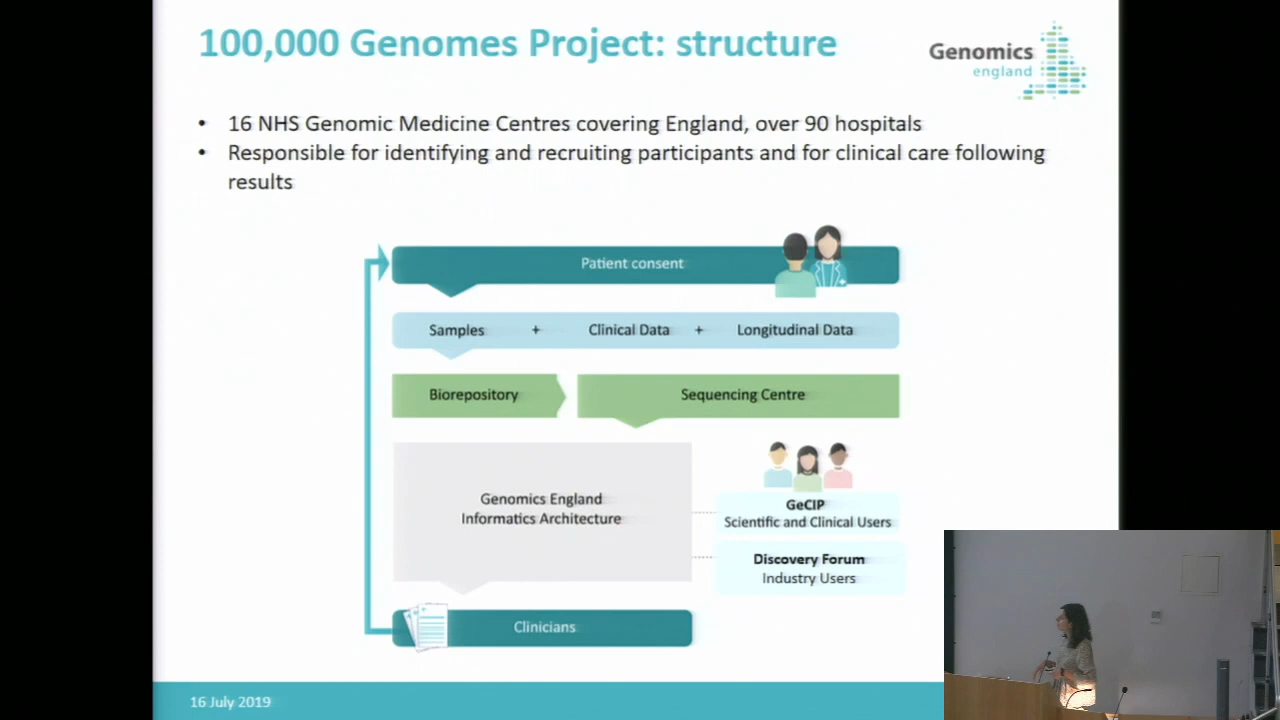 100,000 Genomes Project: structure
Genomics
england
• 16 NHS Genomic Medicine Centres covering England, over 90 hospitals
• Responsible for identifying and recruiting participants and for clinical care following
results
Patient consent
Samples + Clinical Data + Longitudinal Data
Biorepository
Sequencing Centre
Genomics England
Informatics Architecture
GeCIP
Scientific and Clinical Users
Discovery Forum
Industry Users
Clinicians
16 July 2019